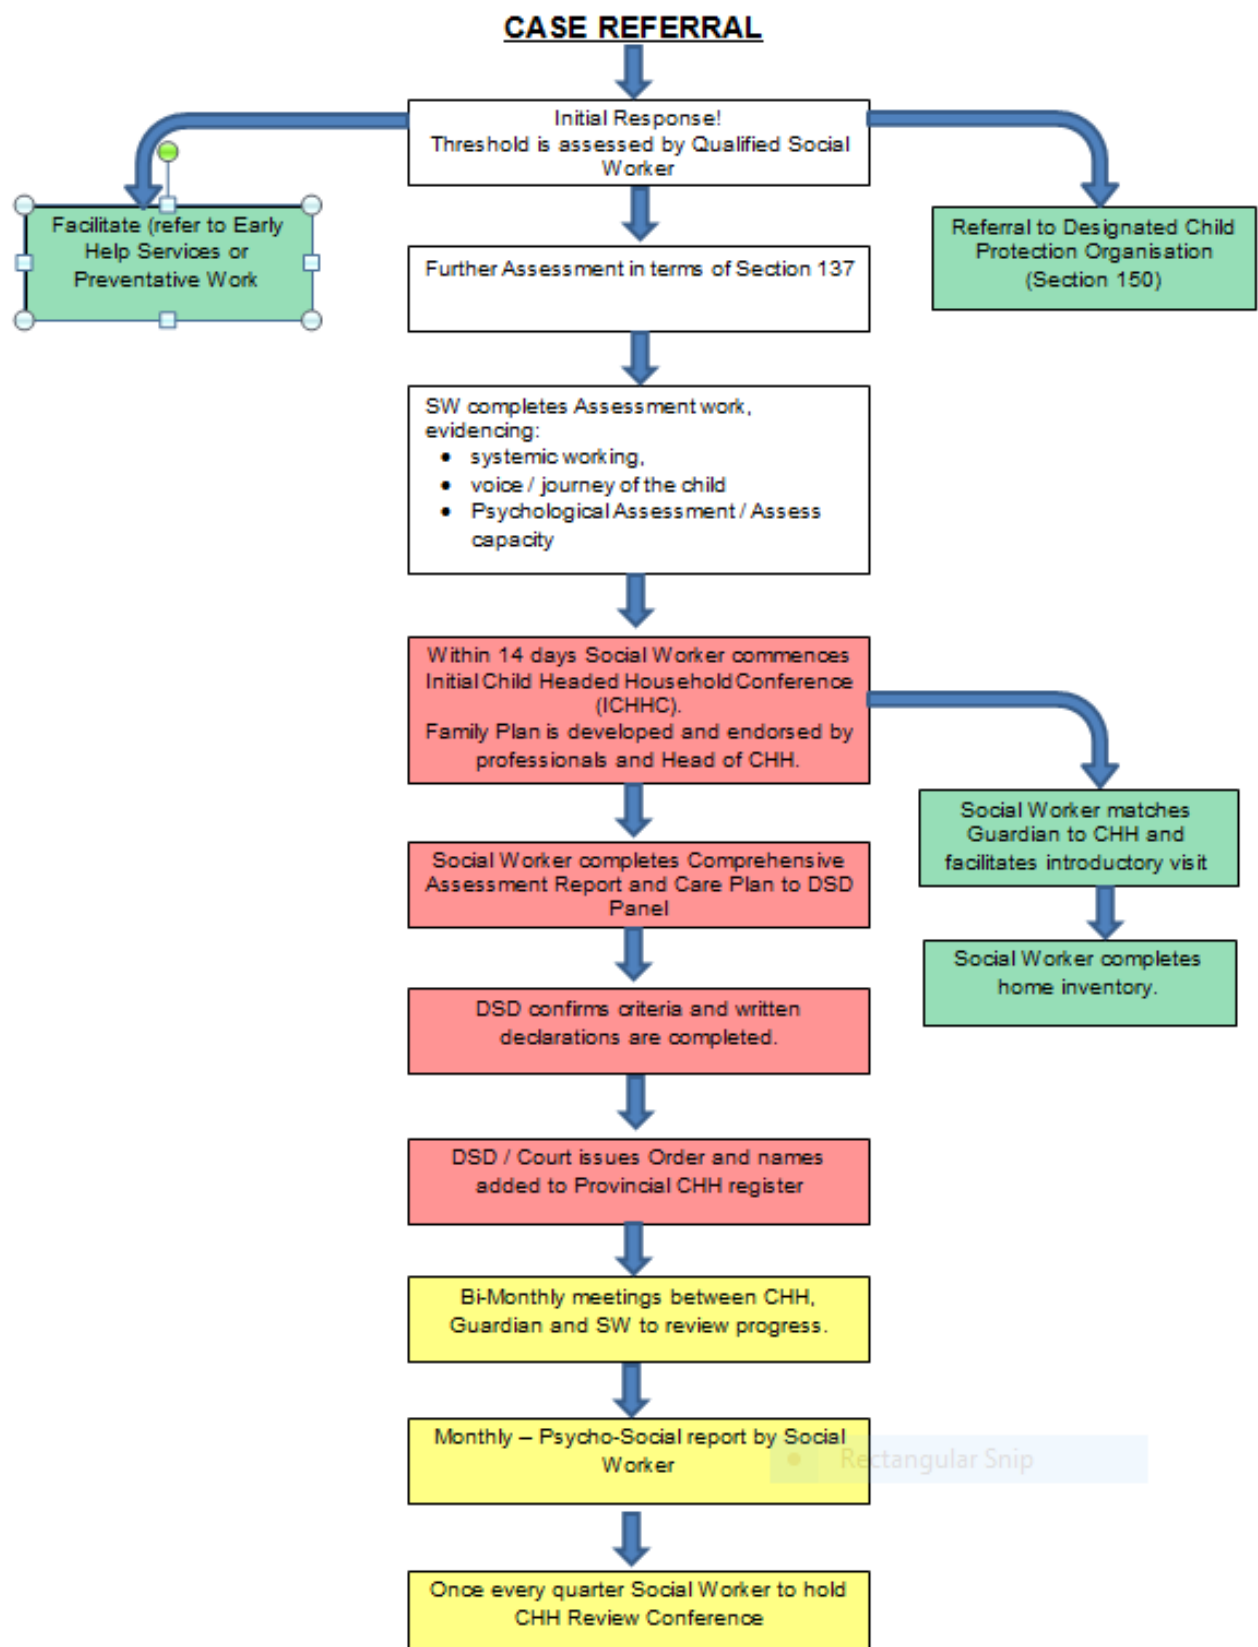 CASE REFERRAL
Initial Response!
Threshold is assessed by Qualified Social
Worker
Facilitate (refer to Early
Help Services or
Preventative Work
Referral to Designated Child
Protection Organisation
(Section 150)
Further Assessment in terms of Section 137
SW completes Assessment work,
evidencing:
• systemic working,
• voice / journey of the child
• Psychological Assessment / Assess
capacity
Within 14 days Social Worker commences
Initial Child Headed Household Conference
(ICHHC).
Family Plan is developed and endorsed by
professionals and Head of CHH.
Social Worker matches
Guardian to CHH and
facilitates introductory visit
Social Worker completes Comprehensive
Assessment Report and Care Plan to DSD
Panel
Social Worker completes
home inventory.
DSD confirms criteria and written
declarations are completed.
DSD / Court issues Order and names
added to Provincial CHH register
Bi-Monthly meetings between CHH,
Guardian and SW to review progress.
Monthly – Psycho-Social report by Social
Worker
Rectangular Snip
Once every quarter Social Worker to hold
CHH Review Conference